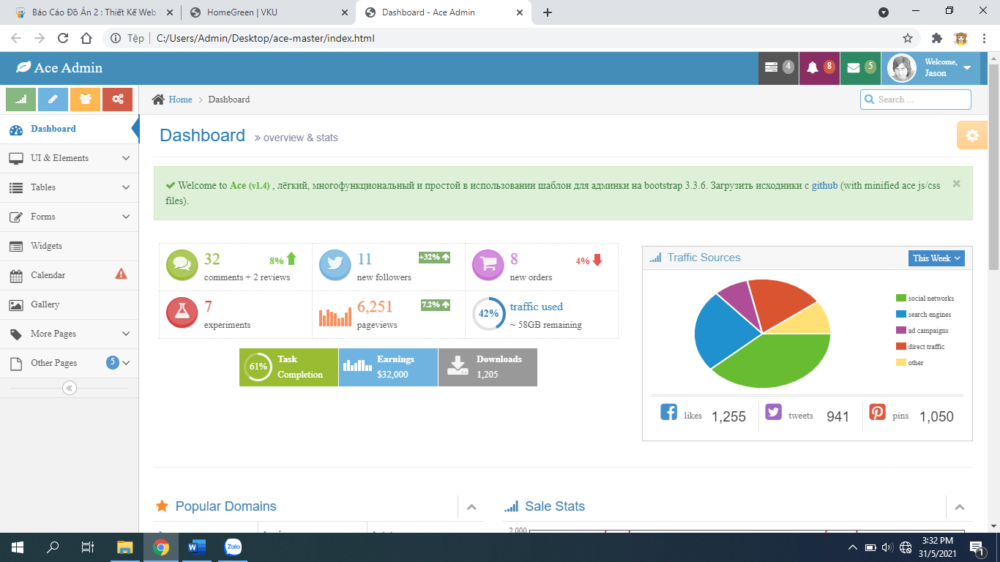 Báo Cáo Đồ Án 2 : Thiết Kế Web
HomeGreen | VKU
Dashboard - Ace Admin
Tệp
C:/Users/Admin/Desktop/ace-master/index.html
Ace Admin
4
8
5
Welcome,
Jason
Home
Dashboard
Search ...
Dashboard
UI & Elements
Tables
Forms
Widgets
Calendar
Gallery
More Pages
Other Pages
5
Dashboard » overview & stats
Welcome to Ace (v1.4) , лёгкий, многофункциональный и простой в использовании шаблон для админки на bootstrap 3.3.6. Загрузить исходники с github (with minified ace js/css
files).
32
8%
comments + 2 reviews
11
+32%
new followers
8
4%
new orders
7
experiments
6,251
7.2%
pageviews
42%
traffic used
~ 58GB remaining
61%
Task
Completion
Earnings
$32,000
Downloads
1,205
Traffic Sources
This Week
social networks
search engines
ad campaigns
direct traffic
other
likes
1,255
tweets
941
pins
1,050
Popular Domains
Sale Stats
2.000
Zalo
3:32 PM
31/5/2021
1